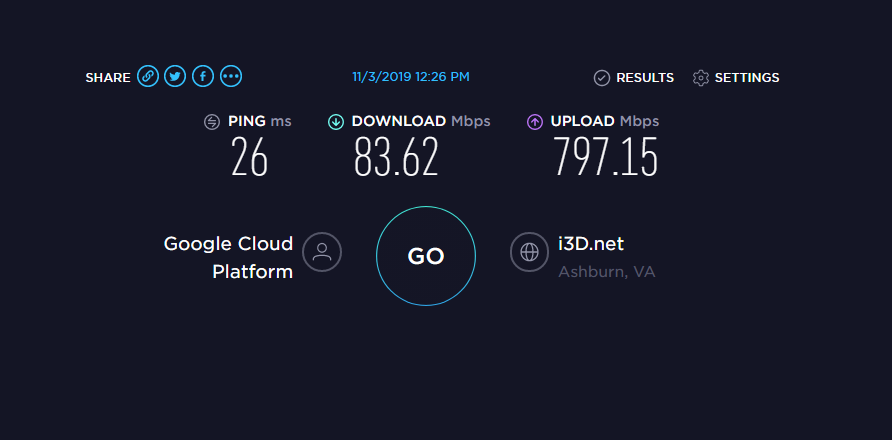 SHARE 11/3/2019 12:26 PM RESULTS SETTINGS
PING ms DOWNLOAD Mbps UPLOAD Mbps
26 83.62 797.15
Google Cloud
Platform
GO
i3D.net
Ashburn, VA